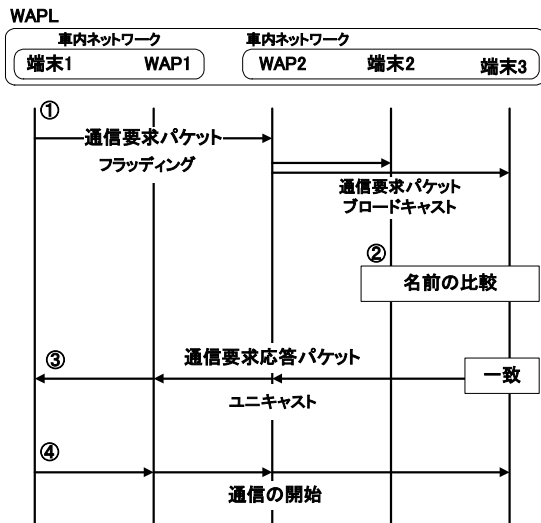 WAPL
車内ネットワーク
車内ネットワーク
端末1
WAP1
WAP2
端末2
端末3
①
通信要求パケット
フラッディング
通信要求パケット
ブロードキャスト
②
名前の比較
③
通信要求応答パケット
一致
ユニキャスト
④
通信の開始